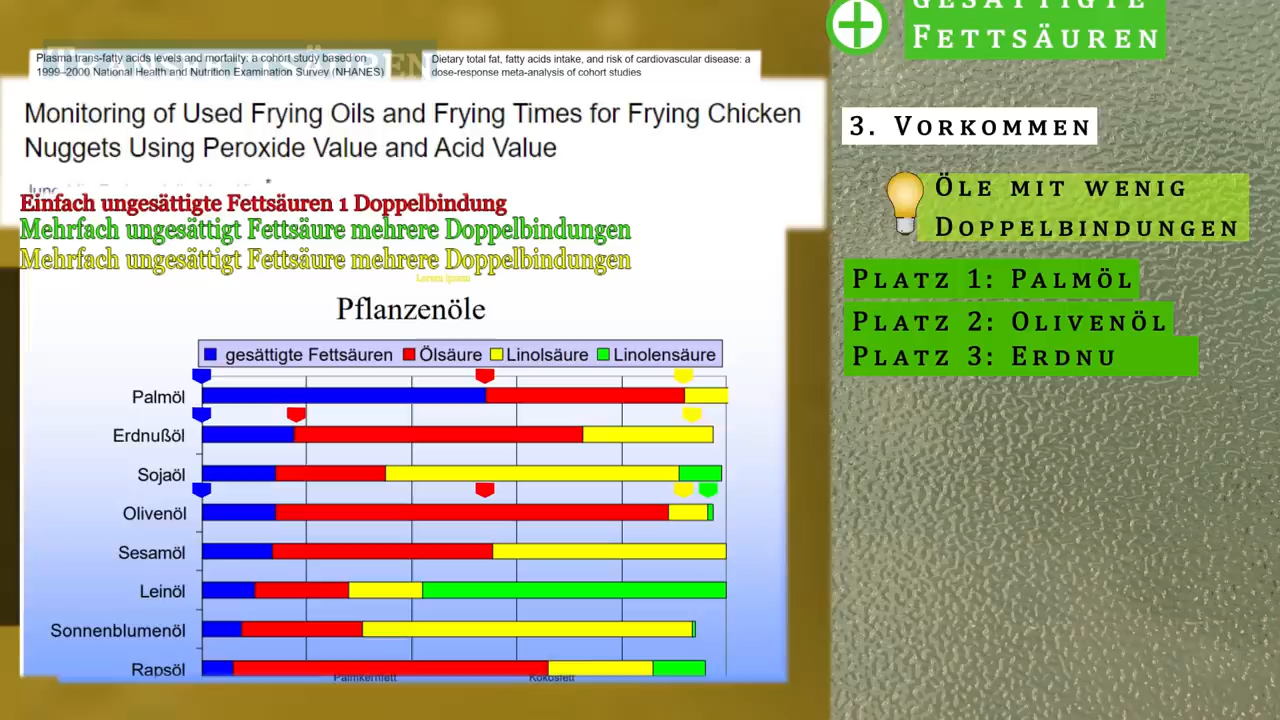 TRANSFETTSÄUREN
Plasma trans-fatty acids levels and mortality: a cohort study based on
1999–2000 National Health and Nutrition Examination Survey (NHANES)
Dietary total fat, fatty acids intake, and risk of cardiovascular disease: a
dose-response meta-analysis of cohort studies
Monitoring of Used Frying Oils and Frying Times for Frying Chicken
Nuggets Using Peroxide Value and Acid Value
Einfach ungesättigte Fettsäuren 1 Doppelbindung
Mehrfach ungesättigt Fettsäure mehrere Doppelbindungen
Mehrfach ungesättigt Fettsäure mehrere Doppelbindungen
Lorem ipsum
Pflanzenöle
gesättigte Fettsäuren Ölsäure Linolsäure Linolensäure
Palmöl
Erdnußöl
Sojaöl
Olivenöl
Sesamöl
Leinöl
Sonnenblumenöl
Rapsöl
Palmkernfett Kokosfett
GESÄTTIGTE
FETTSÄUREN
3. VORKOMMEN
ÖLE MIT WENIG
DOPPELBINDUNGEN
PLATZ 1: PALMÖL
PLATZ 2: OLIVENÖL
PLATZ 3: ERDNU